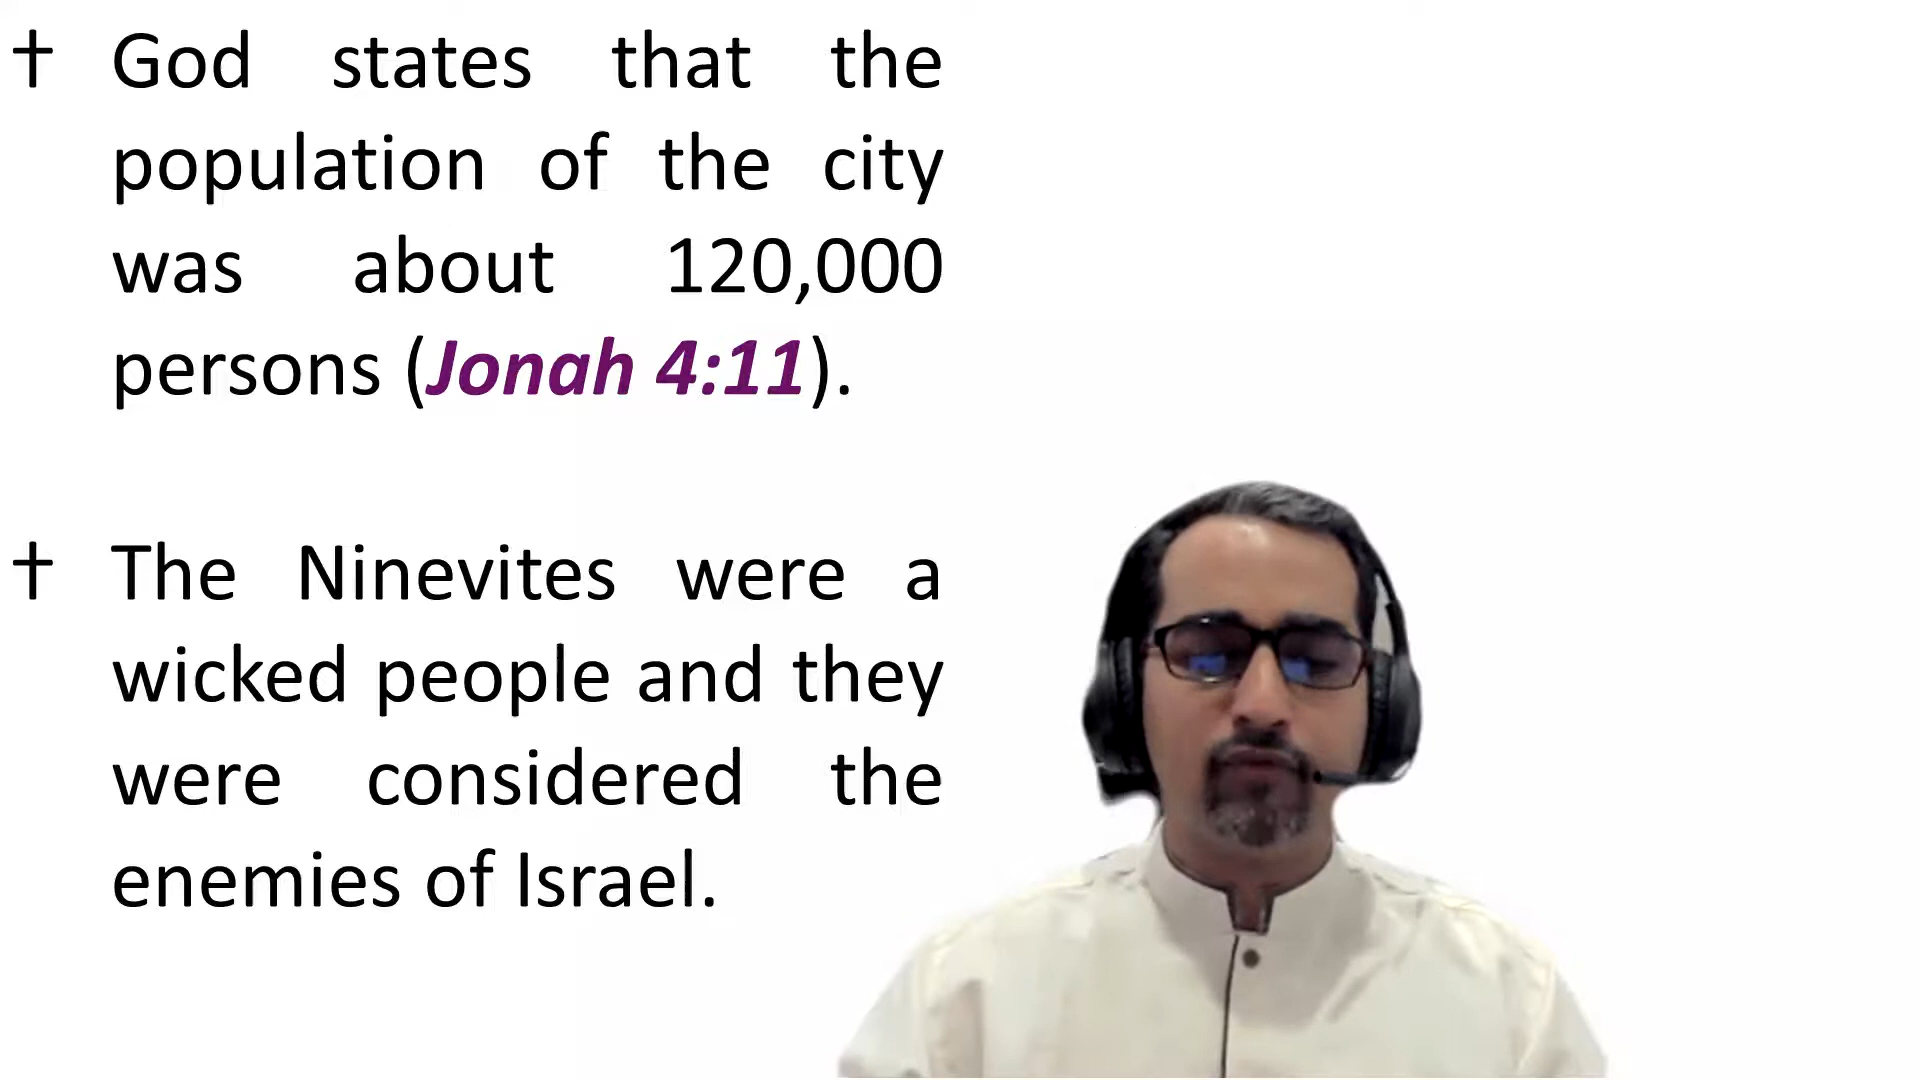 † God states that the
population of the city
was about 120,000
persons (Jonah 4:11).
† The Ninevites were a
wicked people and they
were considered the
enemies of Israel.